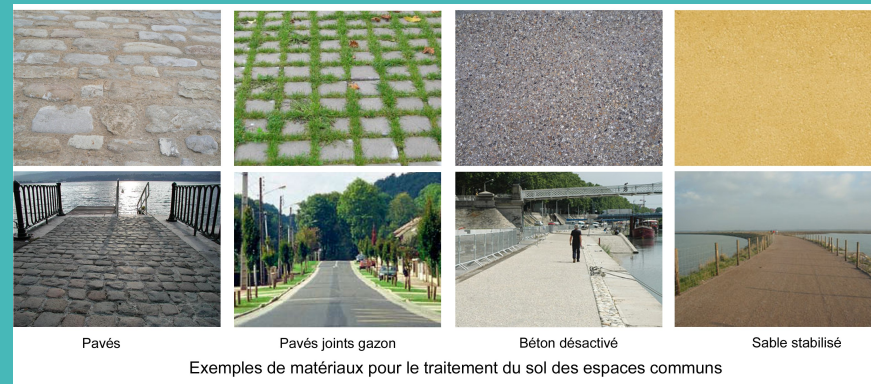 Pavés
Pavés joints gazon
Béton désactivé
Sable stabilisé
Exemples de matériaux pour le traitement du sol des espaces communs